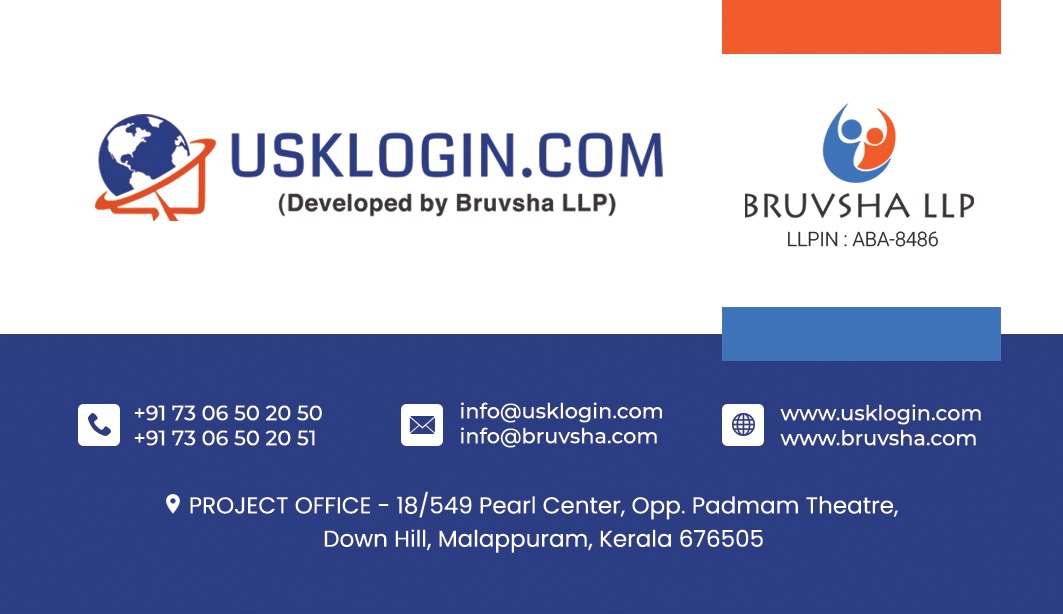 USKLOGIN.COM
(Developed by Bruvsha LLP)
BRUVSHA LLP
LLPIN : ABA-8486
+91 73 06 50 20 50
+91 73 06 50 20 51
info@usklogin.com
info@bruvsha.com
www.usklogin.com
www.bruvsha.com
PROJECT OFFICE - 18/549 Pearl Center, Opp. Padmam Theatre,
Down Hill, Malappuram, Kerala 676505